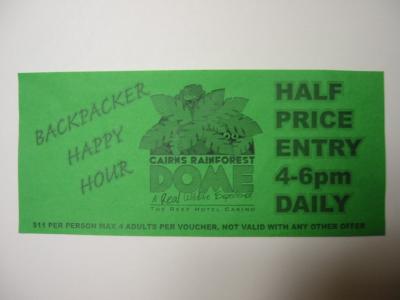 BACKPACKER
HAPPY
HOUR
CAIRNS RAINFOREST
DOME
A Real Wildlife Experience
THE REEF HOTEL CASINO
HALF
PRICE
ENTRY
4-6pm
DAILY
$11 PER PERSON MAX 4 ADULTS PER VOUCHER, NOT VALID WITH ANY OTHER OFFER